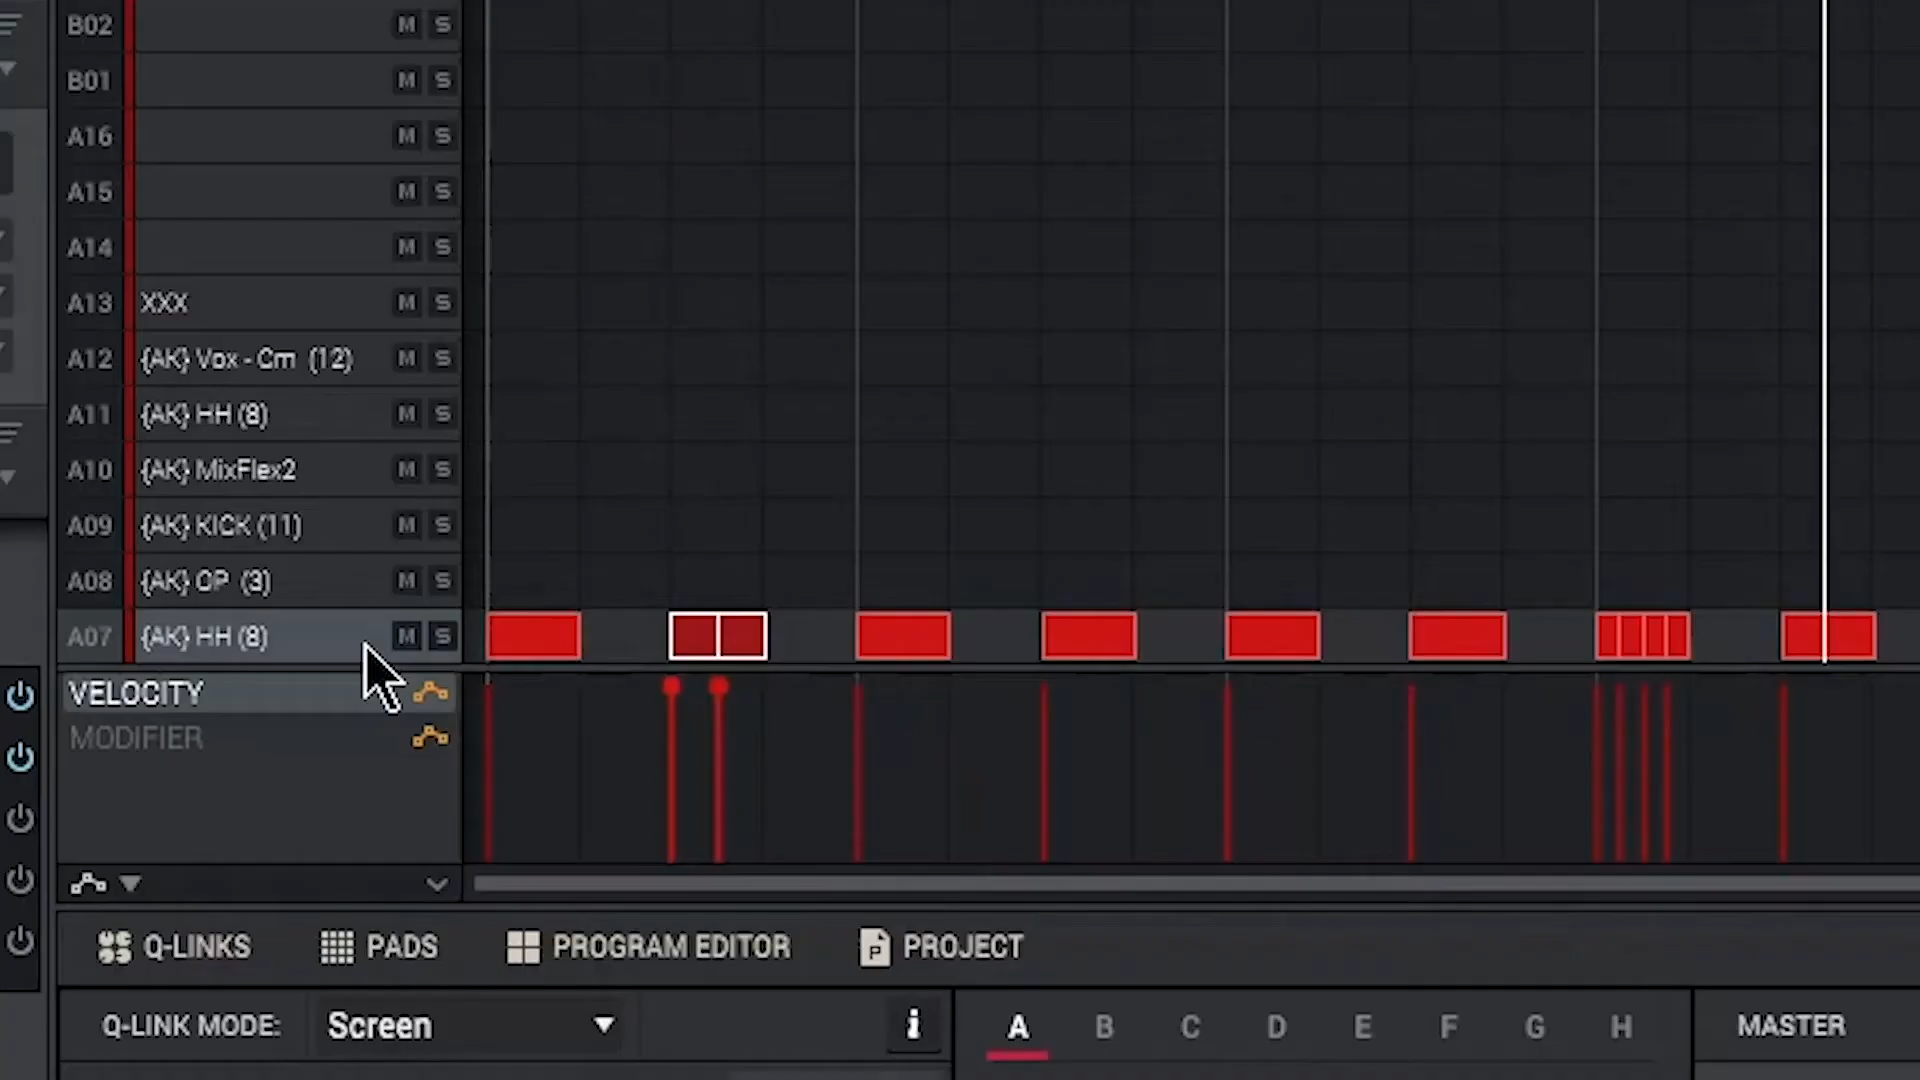 B02 M S
B01 M S
A16 M S
A15 M S
A14 M S
A13 XXX M S
A12 {AK} Vox - Cm (12) M S
A11 {AK} HH (8) M S
A10 {AK} MixFlex2 M S
A09 {AK} KICK (11) M S
A08 {AK} CP (3) M S
A07 {AK} HH (8) M S
VELOCITY
MODIFIER
Q-LINKS PADS PROGRAM EDITOR P PROJECT
Q-LINK MODE: Screen i A B C D E F G H MASTER